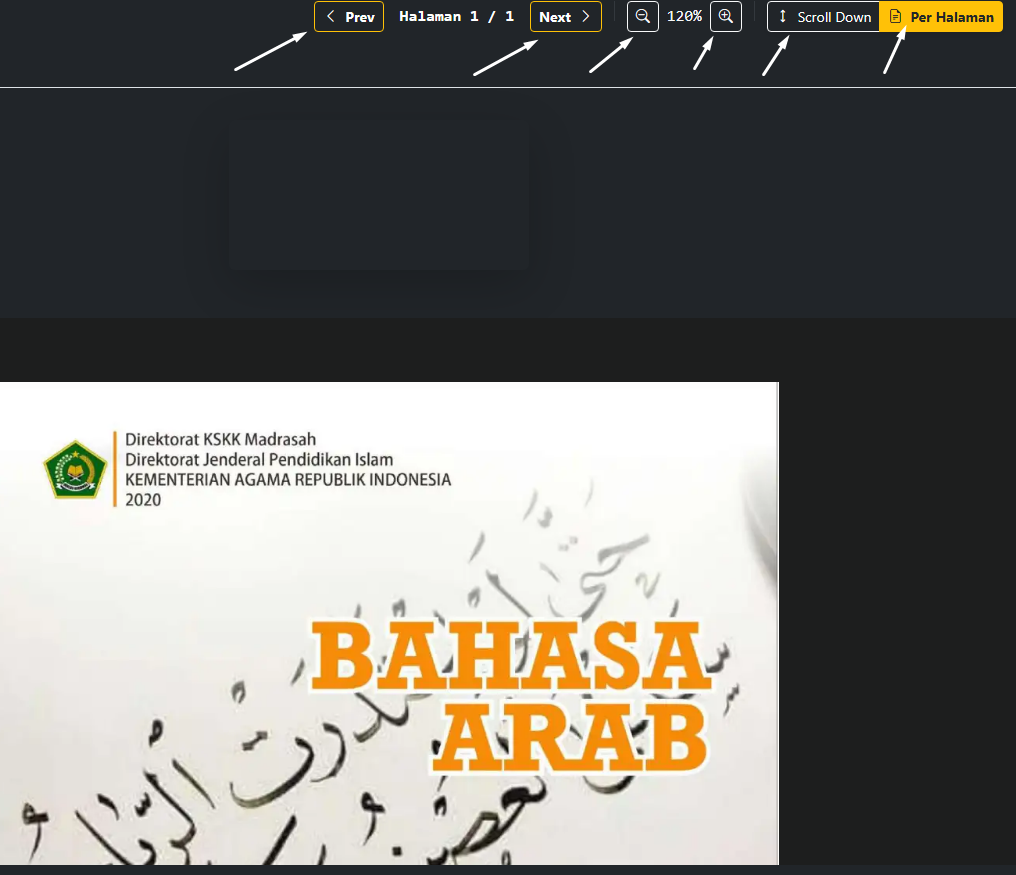 Prev Halaman 1 / 1 Next 120% Scroll Down Per Halaman
Direktorat KSKK Madrasah
Direktorat Jenderal Pendidikan Islam
KEMENTERIAN AGAMA REPUBLIK INDONESIA
2020
BAHASA
ARAB